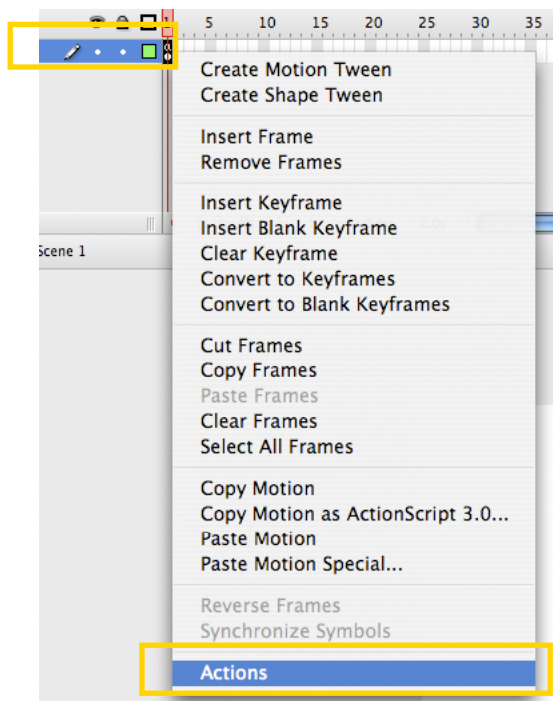 1 5 10 15 20 25 30 35
Create Motion Tween
Create Shape Tween
Insert Frame
Remove Frames
Insert Keyframe
Insert Blank Keyframe
Scene 1
Clear Keyframe
Convert to Keyframes
Convert to Blank Keyframes
Cut Frames
Copy Frames
Paste Frames
Clear Frames
Select All Frames
Copy Motion
Copy Motion as ActionScript 3.0...
Paste Motion
Paste Motion Special...
Reverse Frames
Synchronize Symbols
Actions